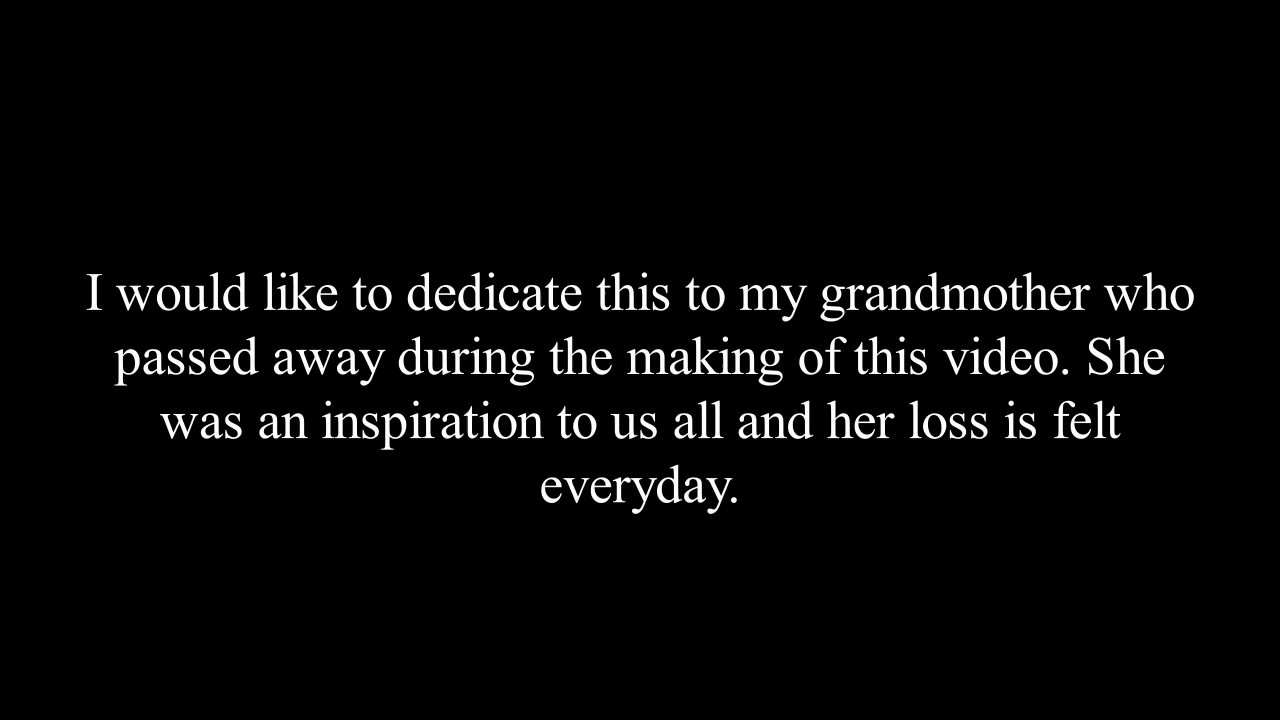 I would like to dedicate this to my grandmother who
passed away during the making of this video. She
was an inspiration to us all and her loss is felt
everyday.